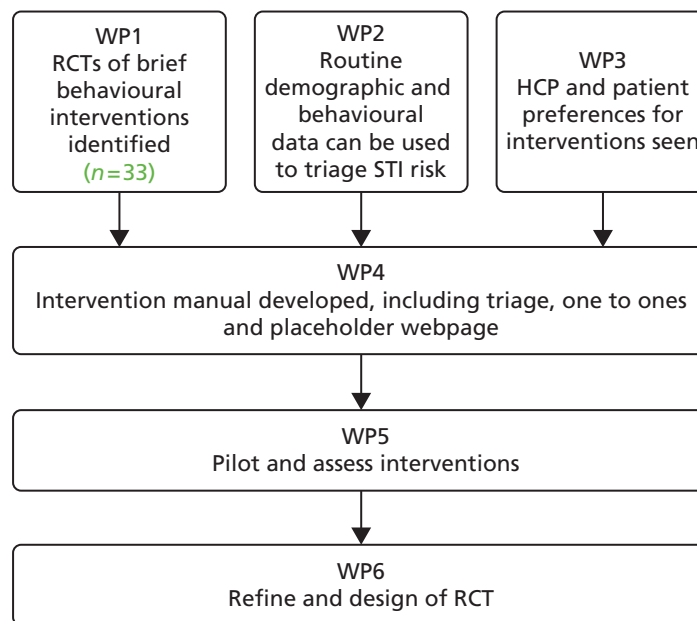 WP1
RCTs of brief
behavioural
interventions
identified
(n=33)
WP2
Routine
demographic and
behavioural
data can be used
to triage STI risk
WP3
HCP and patient
preferences for
interventions seen
WP4
Intervention manual developed, including triage, one to ones
and placeholder webpage
WP5
Pilot and assess interventions
WP6
Refine and design of RCT